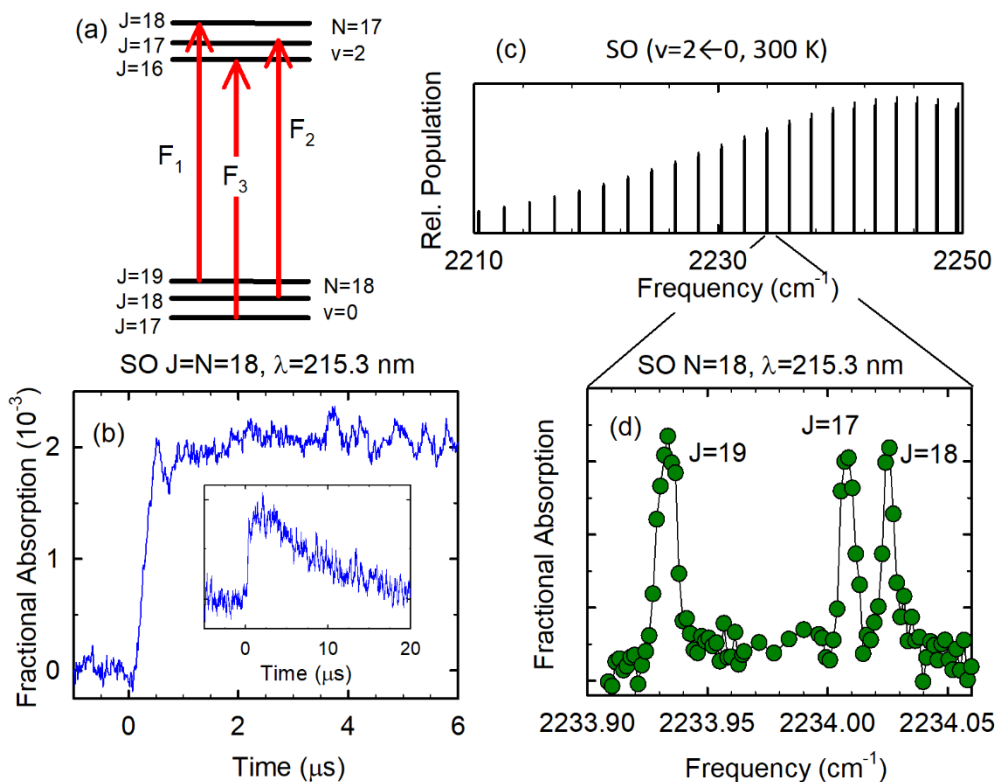 (a)
J=18
J=17
J=16
N=17
v=2
F₁
F₃
F₂
J=19
J=18
J=17
N=18
v=0
SO J=N=18, λ=215.3 nm
(b)
Fractional Absorption (10⁻³)
2
1
0
0
10
20
Time (μs)
0
2
4
6
Time (μs)
(c)
SO (v=2←0, 300 K)
Rel. Population
2210
2230
2250
Frequency (cm⁻¹)
SO N=18, λ=215.3 nm
(d)
J=19
J=17
J=18
Fractional Absorption
2233.90
2233.95
2234.00
2234.05
Frequency (cm⁻¹)